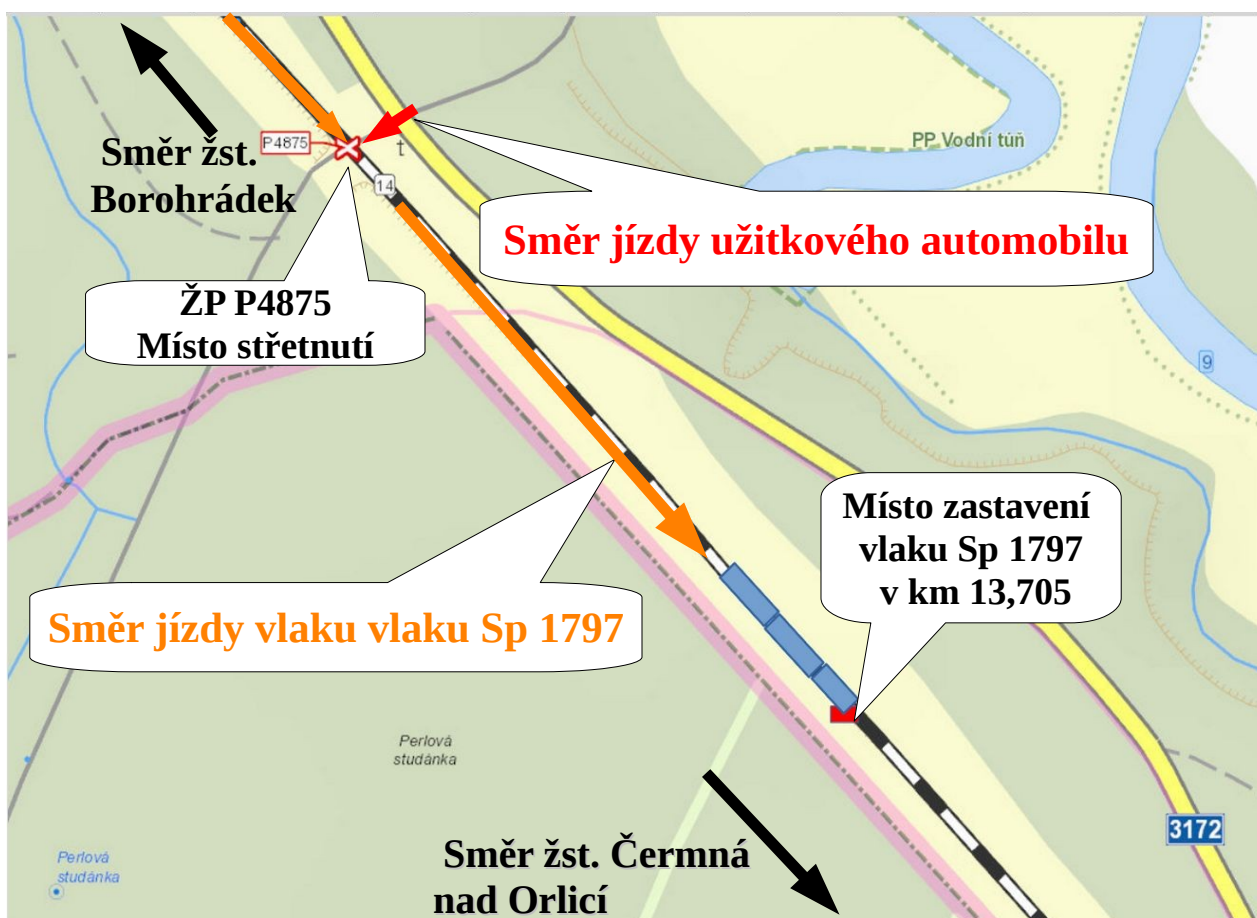 PP Vodní tůň
P4875
Směr žst.
Borohrádek
t
14
Směr jízdy užitkového automobilu
ŽP P4875
Místo střetnutí
9
Místo zastavení
vlaku Sp 1797
v km 13,705
Směr jízdy vlaku vlaku Sp 1797
Perlová
studánka
3172
Směr žst. Čermná
nad Orlicí
Perlová
studánka